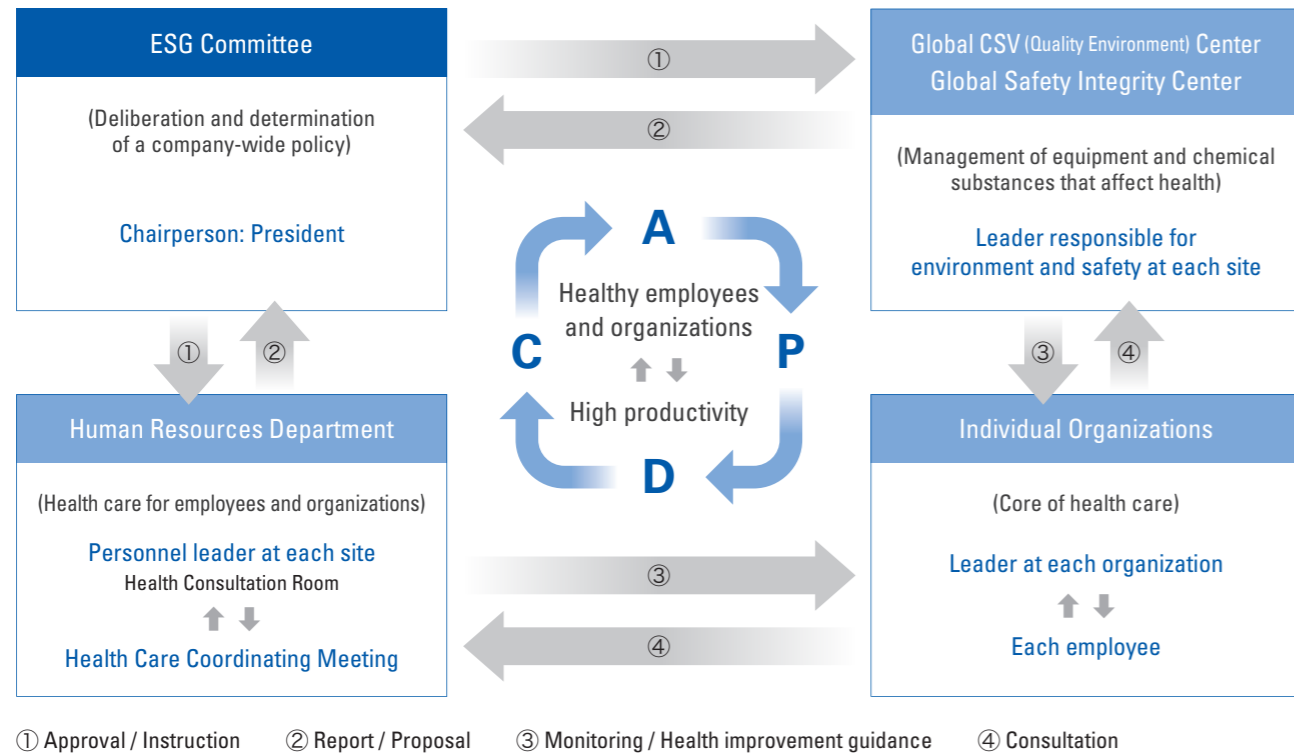 ESG Committee
(Deliberation and determination
of a company-wide policy)
Chairperson: President
①
②
Global CSV (Quality Environment) Center
Global Safety Integrity Center
(Management of equipment and chemical
substances that affect health)
Leader responsible for
environment and safety at each site
A
Healthy employees
and organizations
C
P
High productivity
D
①
②
③
④
Human Resources Department
(Health care for employees and organizations)
Personnel leader at each site
Health Consultation Room
Health Care Coordinating Meeting
③
④
Individual Organizations
(Core of health care)
Leader at each organization
Each employee
① Approval / Instruction ② Report / Proposal ③ Monitoring / Health improvement guidance ④ Consultation